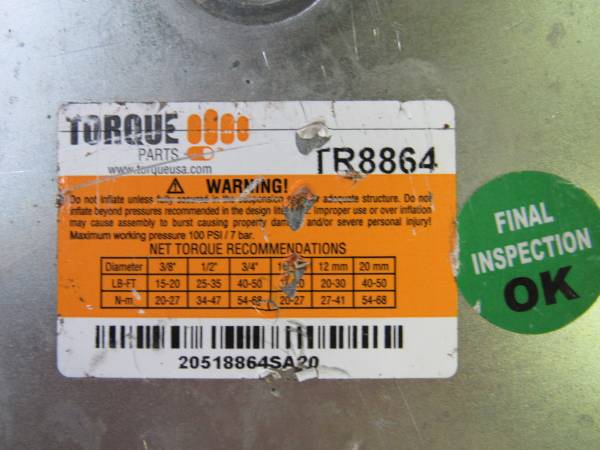 TORQUE
PARTS
www.torqueusa.com
TR8864
WARNING!
Do not inflate unless fully secured in the suspension or adequate structure. Do not
inflate beyond pressures recommended in the design Improper use or over inflation
may cause assembly to burst causing property and/or severe personal injury!
Maximum working pressure 100 PSI / 7 bar.
NET TORQUE RECOMMENDATIONS
Diameter 3/8" 1/2" 3/4" 12 mm 20 mm
LB-FT 15-20 25-35 40-50 20-30 40-50
N-m 20-27 34-47 54-68 20-27 27-41 54-68
20518864SA20
FINAL
INSPECTION
OK